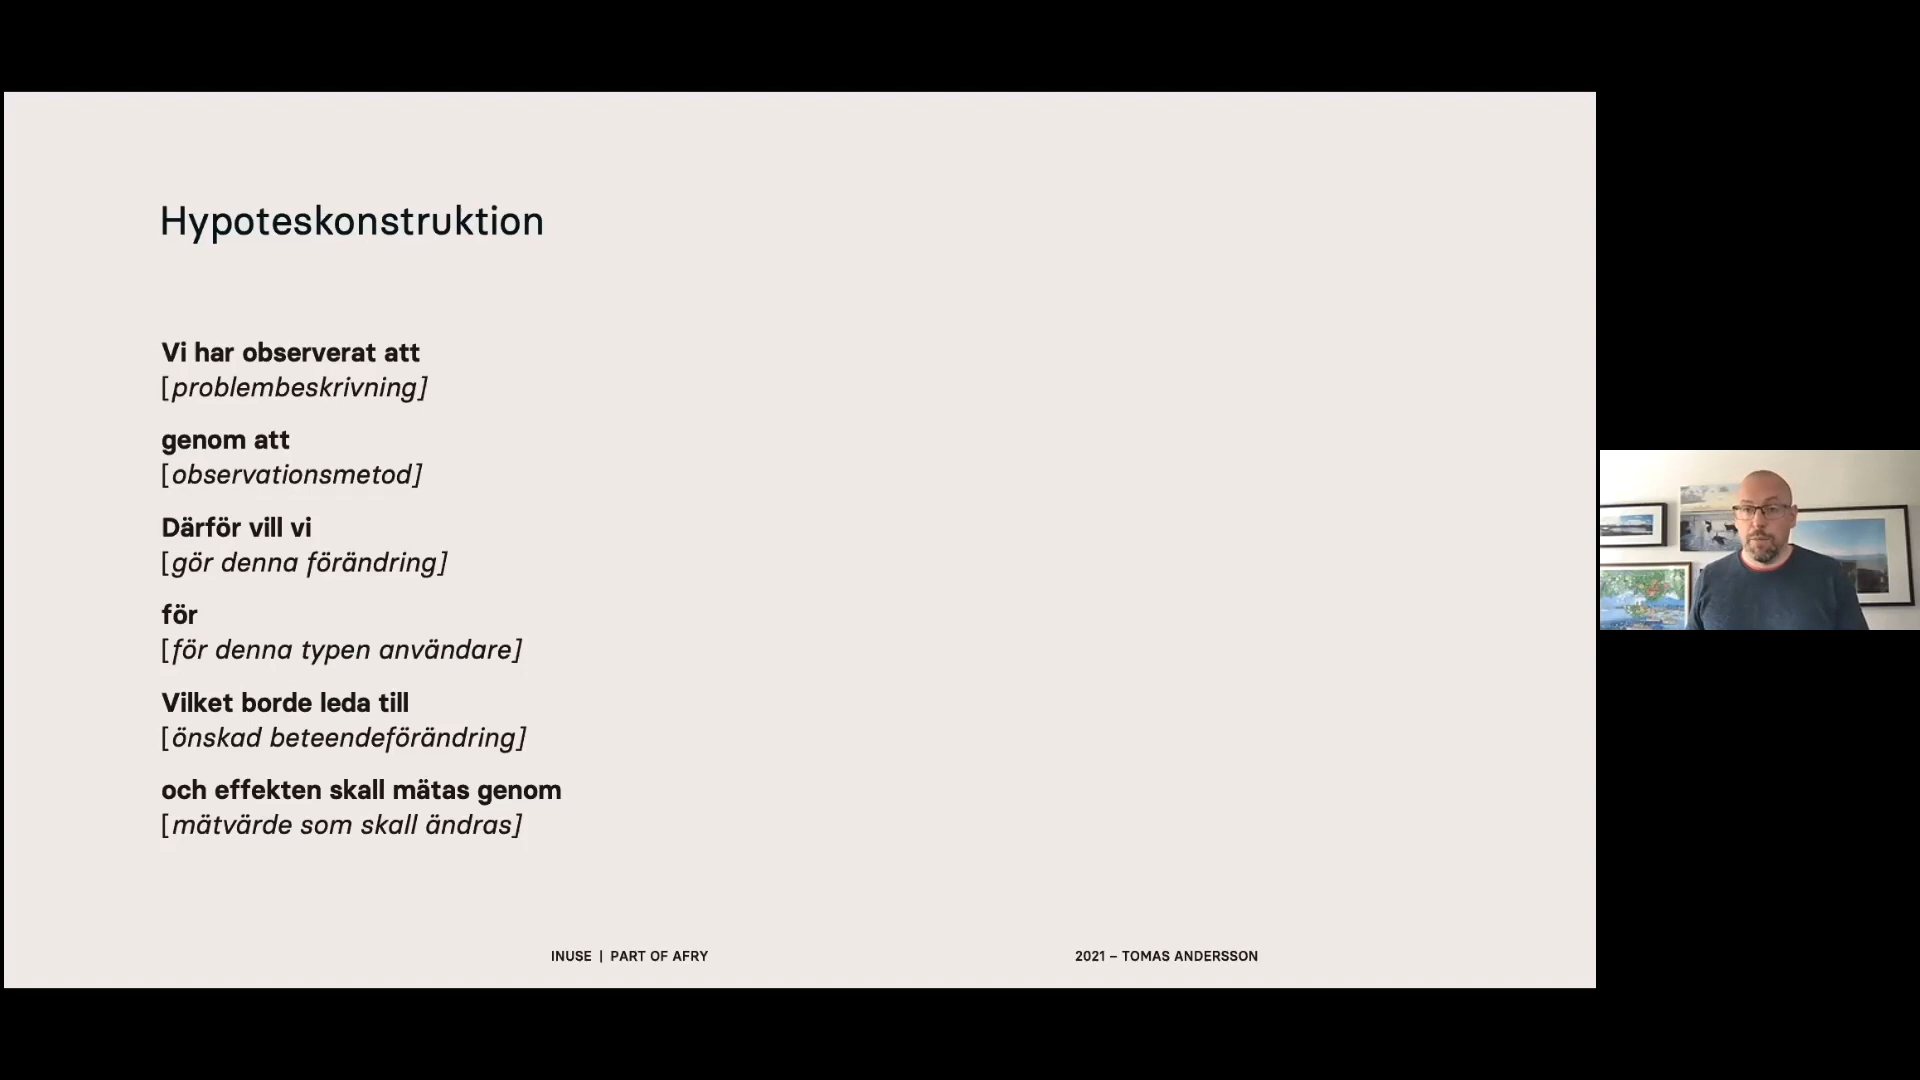 Hypoteskonstruktion
Vi har observerat att
[problembeskrivning]
genom att
[observationsmetod]
Därför vill vi
[gör denna förändring]
för
[för denna typen användare]
Vilket borde leda till
[önskad beteendeförändring]
och effekten skall mätas genom
[mätvärde som skall ändras]
INUSE | PART OF AFRY
2021 – TOMAS ANDERSSON